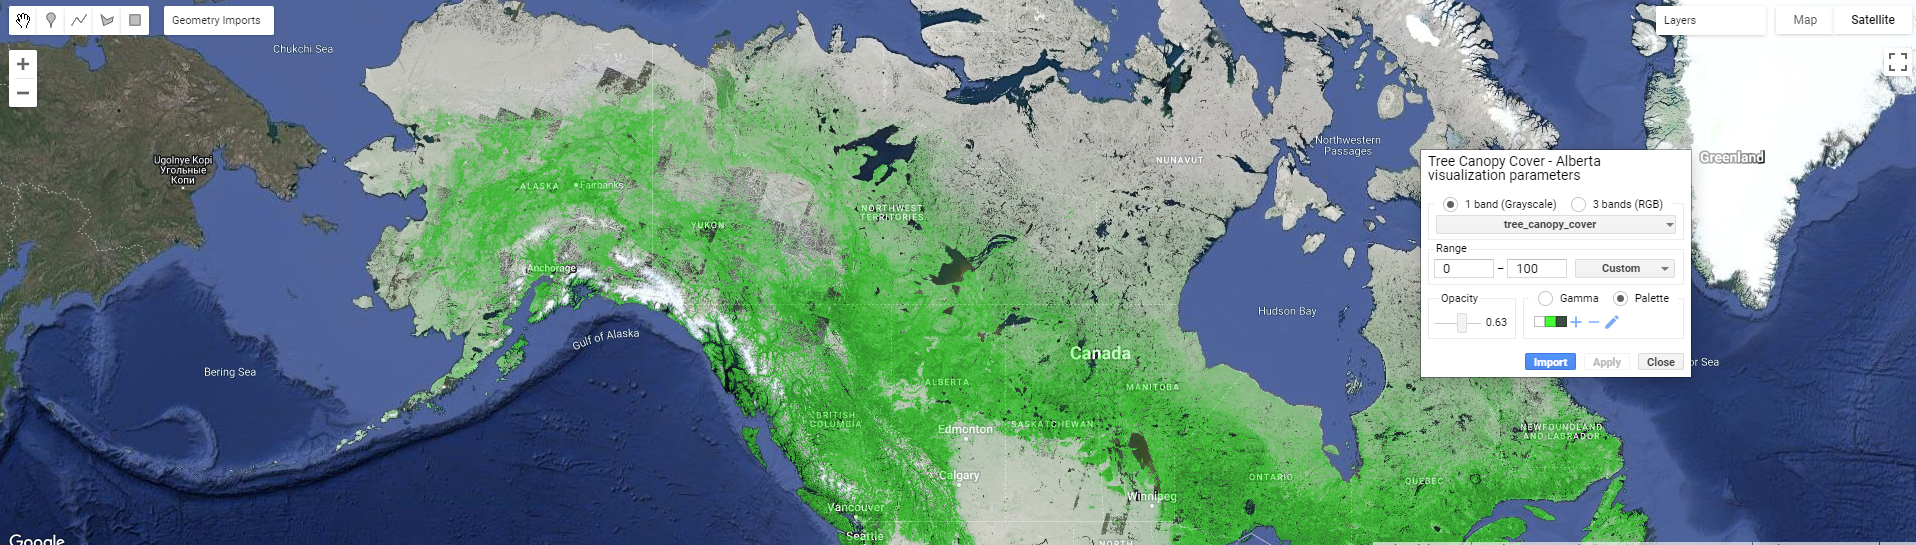 Geometry Imports
Layers
Map
Satellite
Chukchi Sea
Ugolnye Kopi
Угольные
Копи
ALASKA
Fairbanks
YUKON
NORTHWEST
TERRITORIES
NUNAVUT
Northwestern
Passages
Greenland
Anchorage
Gulf of Alaska
Bering Sea
Hudson Bay
Canada
ALBERTA
MANITOBA
BRITISH
COLUMBIA
Edmonton
SASKATCHEWAN
Calgary
Winnipeg
ONTARIO
QUEBEC
NEWFOUNDLAND
AND LABRADOR
Vancouver
Seattle
NORTH
or Sea
Google
Tree Canopy Cover - Alberta
visualization parameters
1 band (Grayscale)
3 bands (RGB)
tree_canopy_cover
Range
0 – 100
Custom
Opacity
0.63
Gamma
Palette
Import
Apply
Close